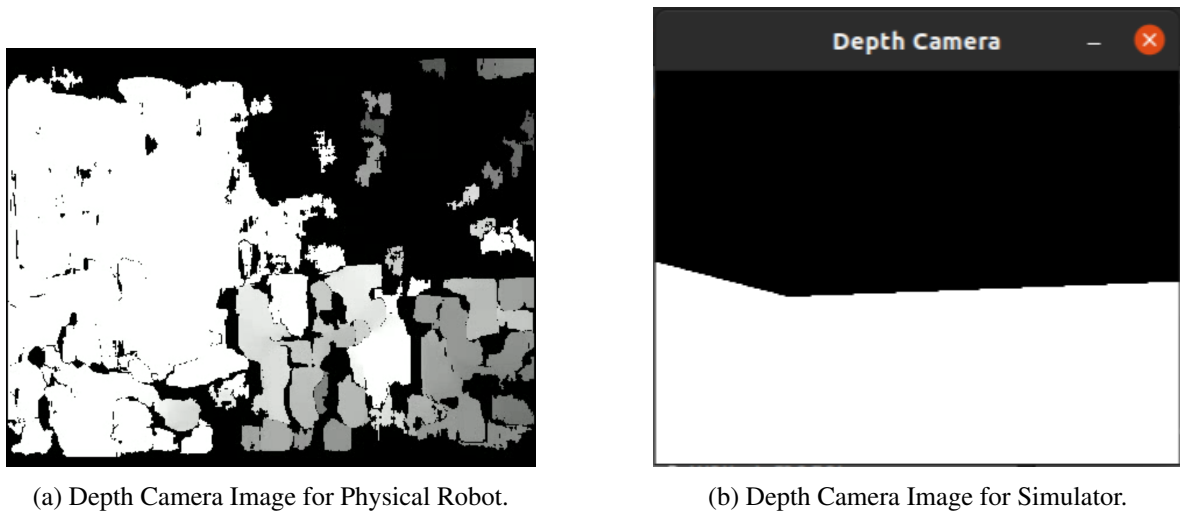 Depth Camera
(a) Depth Camera Image for Physical Robot.
(b) Depth Camera Image for Simulator.